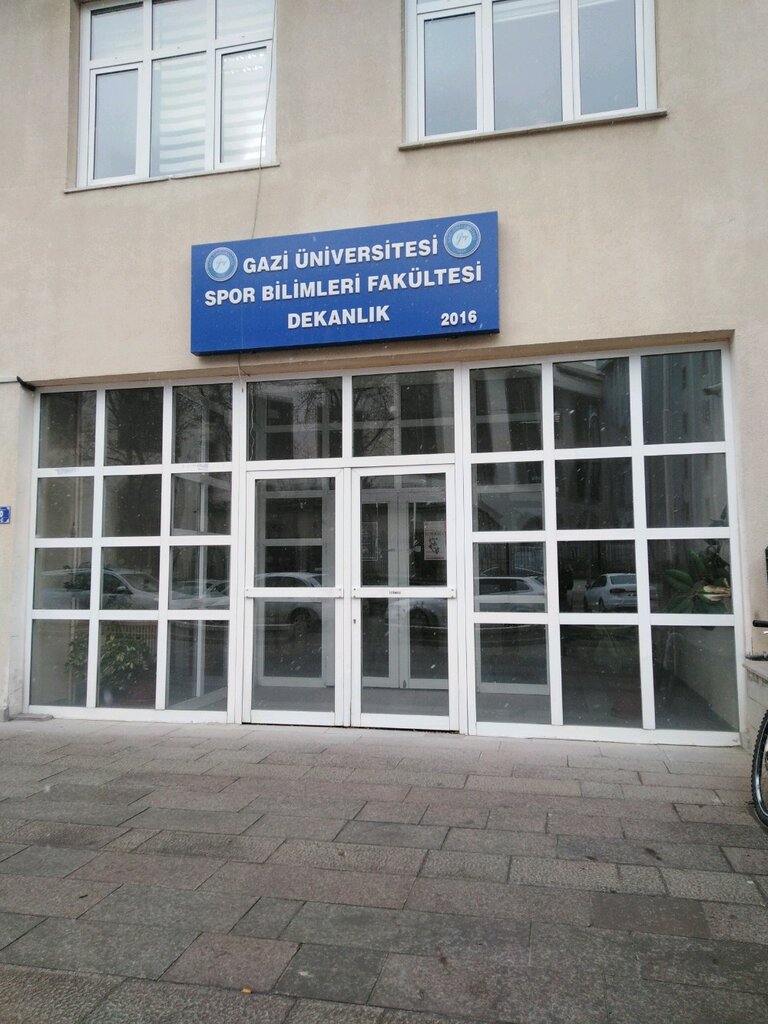 GAZİ ÜNİVERSİTESİ
SPOR BİLİMLERİ FAKÜLTESİ
DEKANLIK 2016